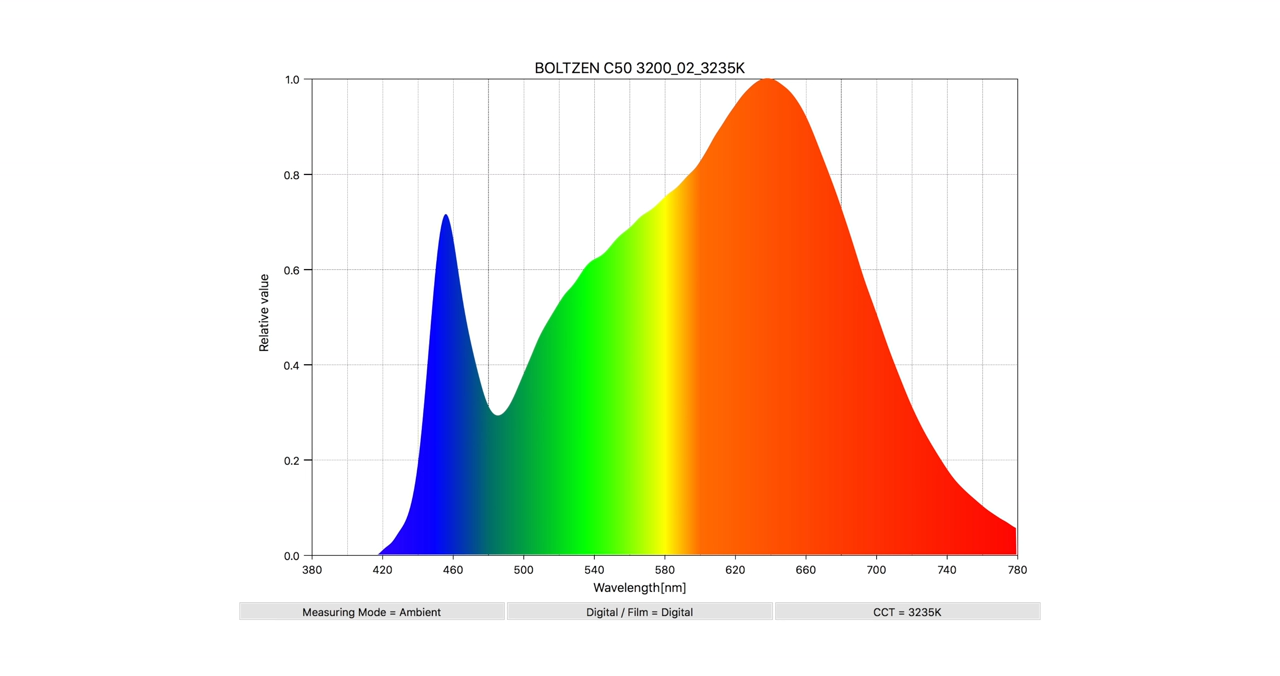 BOLTZEN C50 3200_02_3235K
1.0
0.8
0.6
0.4
0.2
0.0
Relative value
380 420 460 500 540 580 620 660 700 740 780
Wavelength[nm]
Measuring Mode = Ambient Digital / Film = Digital CCT = 3235K